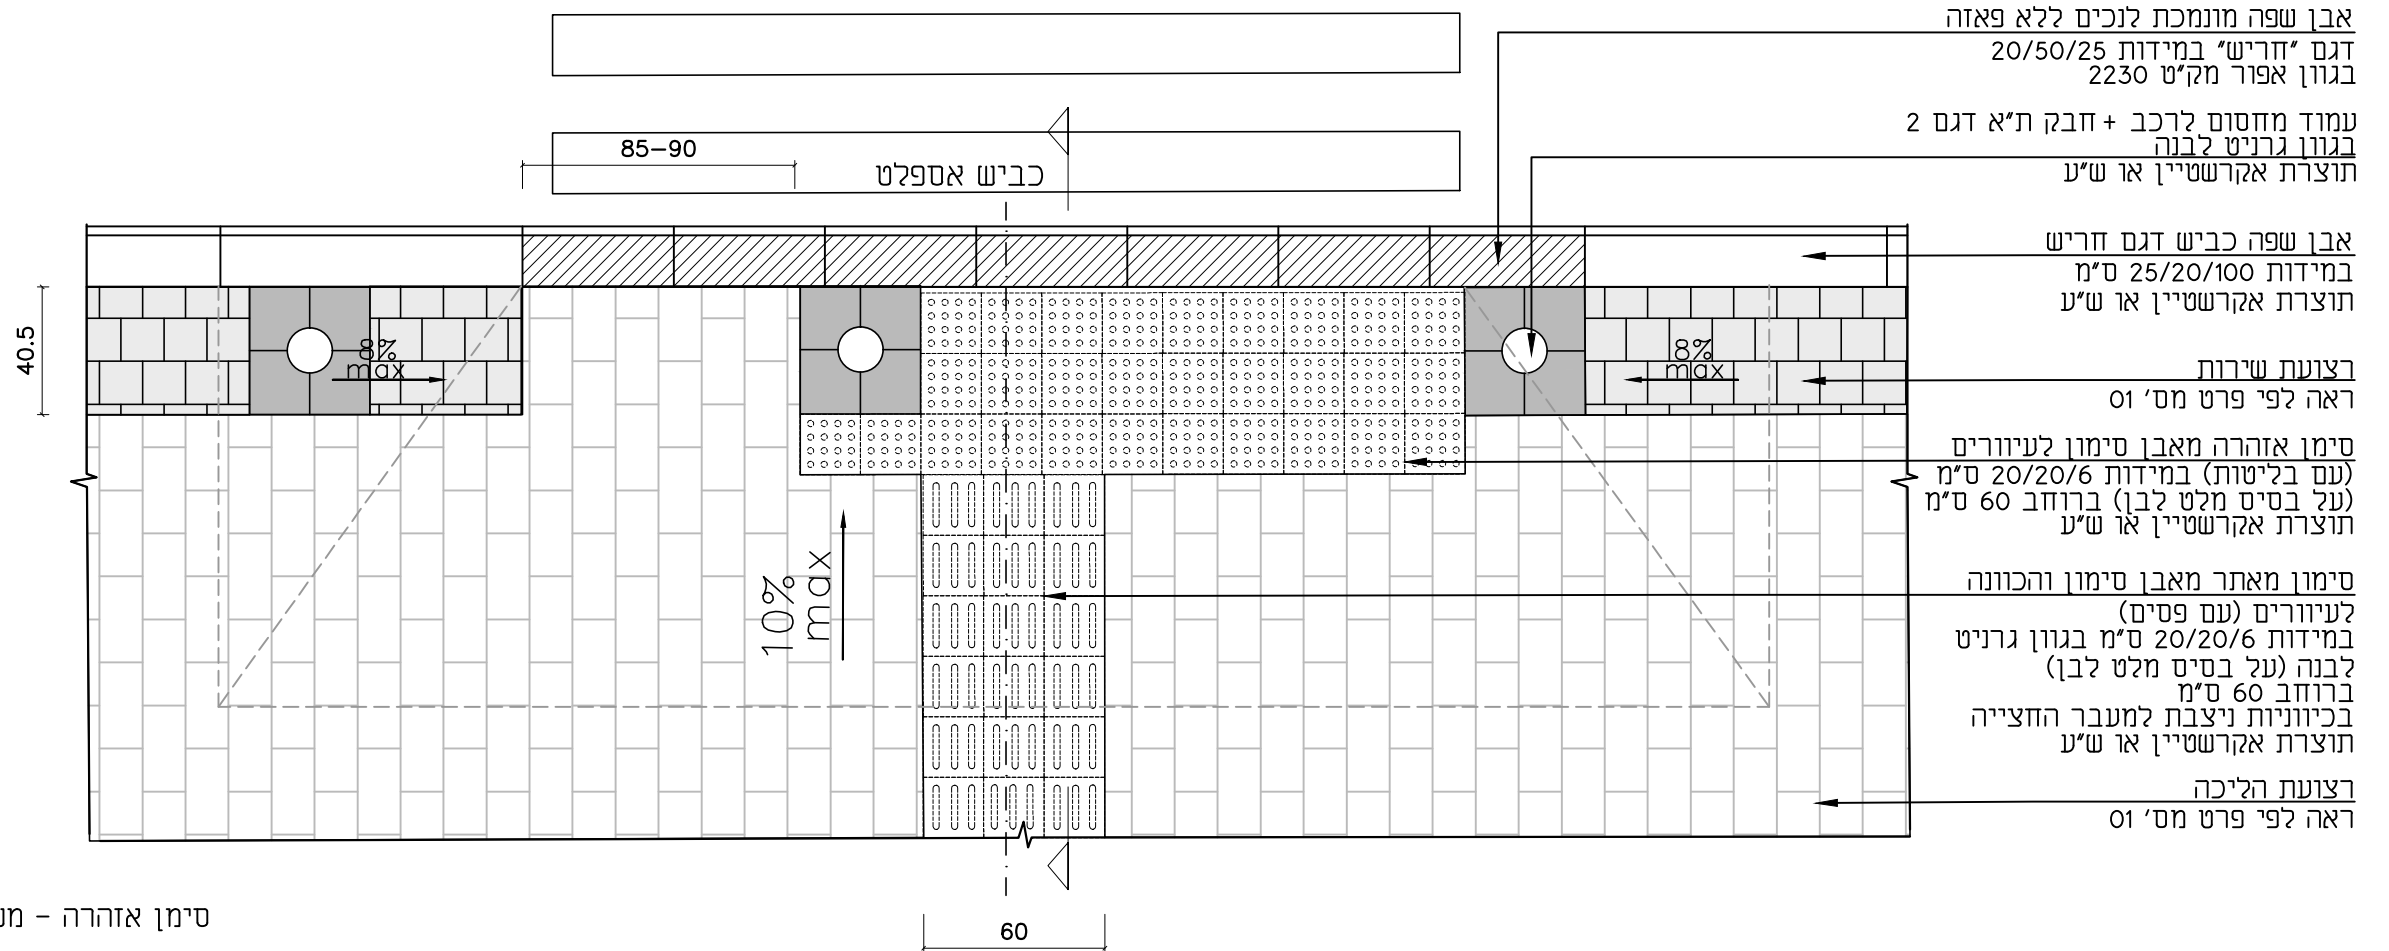 אבן שפה מונמכת לנכים ללא פאזה
דגם "חריש" במידות 20/50/25
בגוון אפור מק"ט 2230
עמוד מחסום לרכב + חבק ת"א דגם 2
בגוון גרניט לבנה
תוצרת אקרשטיין או ש"ע
אבן שפה כביש דגם חריש
במידות 25/20/100 ס"מ
תוצרת אקרשטיין או ש"ע
רצועת שירות
ראה לפי פרט מס' 01
סימן אזהרה מאבן סימון לעיוורים
(עם בליטות) במידות 20/20/6 ס"מ
(על בסיס מלט לבן) ברוחב 60 ס"מ
תוצרת אקרשטיין או ש"ע
סימון מאתר מאבן סימון והכוונה
לעיוורים (עם פסים)
במידות 20/20/6 ס"מ בגוון גרניט
לבנה (על בסיס מלט לבן)
ברוחב 60 ס"מ
בכיווניות ניצבת למעבר החצייה
תוצרת אקרשטיין או ש"ע
רצועת הליכה
ראה לפי פרט מס' 01
85-90
כביש אספלט
40.5
8%
max
8%
max
10%
max
60
סימן אזהרה -